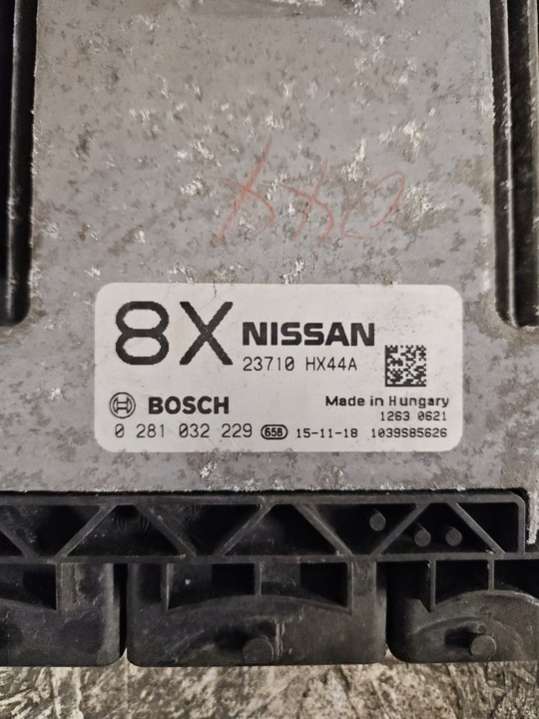 8X NISSAN
23710 HX44A
BOSCH Made in Hungary
1263 0621
0 281 032 229 658 15-11-18 1039S85626